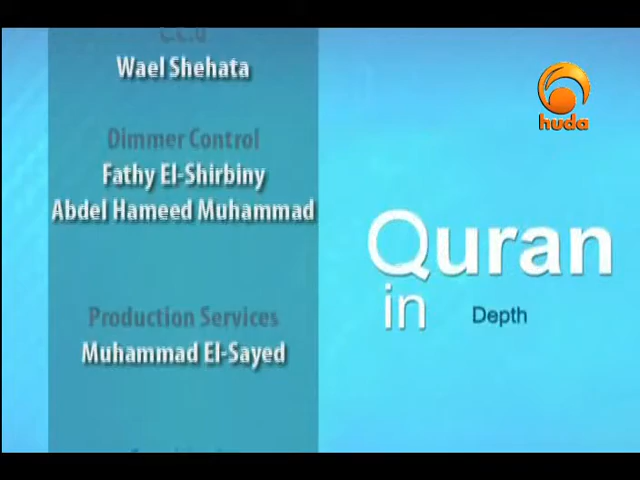 C.C.U
Wael Shehata
Dimmer Control
Fathy El-Shirbiny
Abdel Hameed Muhammad
Production Services
Muhammad El-Sayed
huda
Quran
in Depth